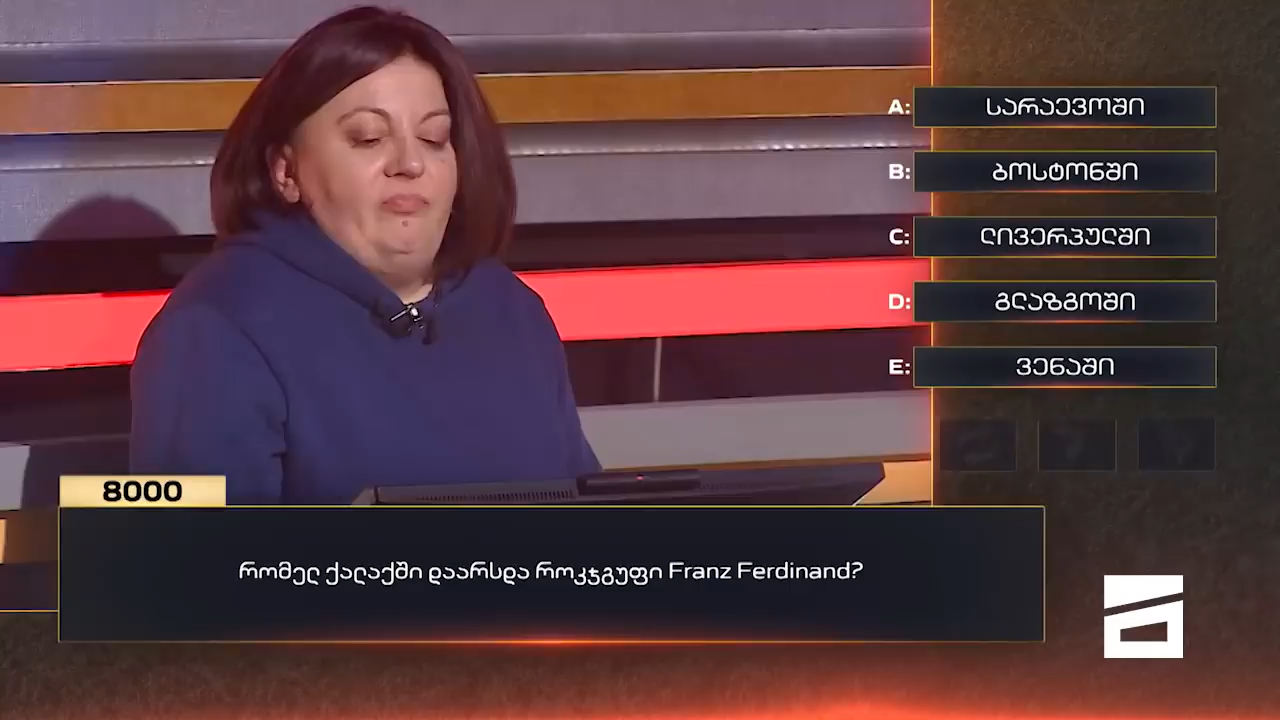 A: სარაევოში
B: ბოსტონში
C: ლივერპულში
D: გლაზგოში
E: ვენაში
8000
რომელ ქალაქში დაარსდა როკჯგუფი Franz Ferdinand?